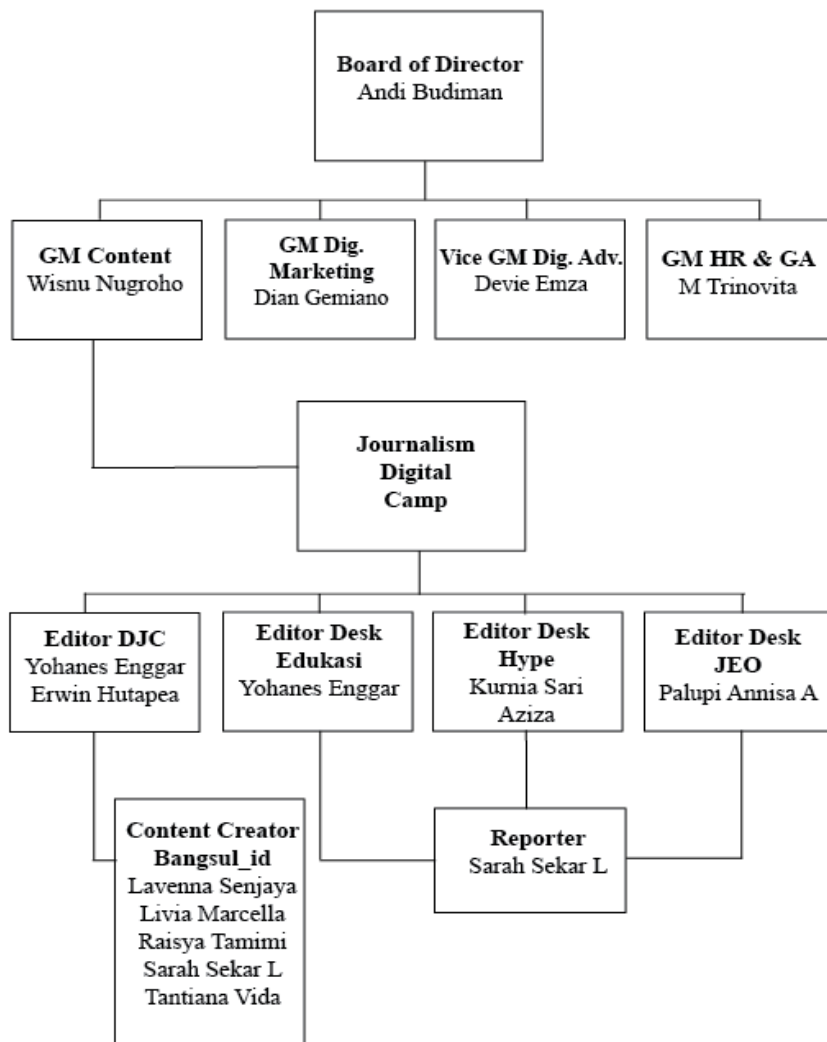 Board of Director
Andi Budiman
GM Content
Wisnu Nugroho
GM Dig.
Marketing
Dian Gemiano
Vice GM Dig. Adv.
Devie Emza
GM HR & GA
M Trinovita
Journalism
Digital
Camp
Editor DJC
Yohanes Enggar
Erwin Hutapea
Editor Desk
Edukasi
Yohanes Enggar
Editor Desk
Hype
Kurnia Sari
Aziza
Editor Desk
JEO
Palupi Annisa A
Content Creator
Bangsul_id
Lavenna Senjaya
Livia Marcella
Raisya Tamimi
Sarah Sekar L
Tantiana Vida
Reporter
Sarah Sekar L